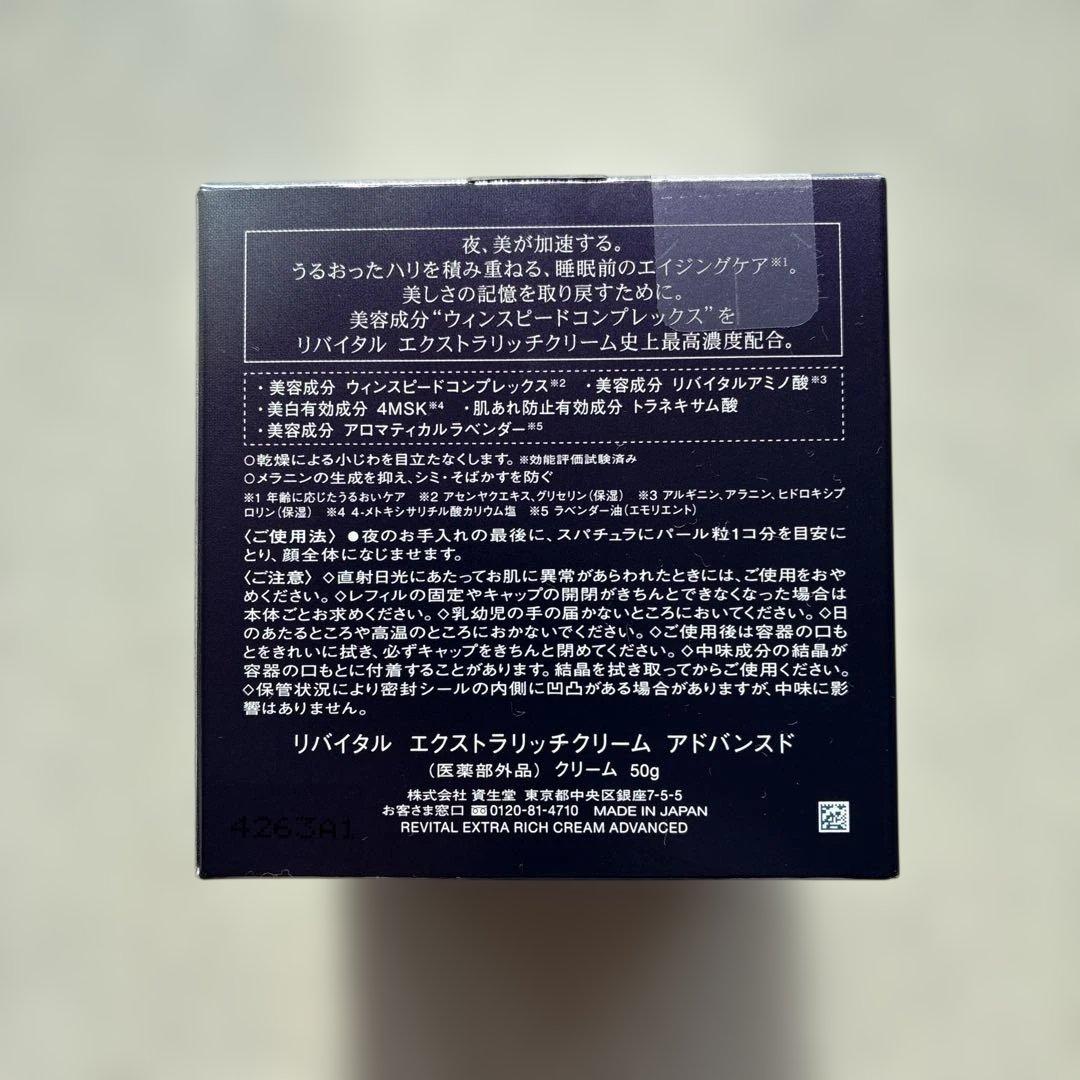 夜、美が加速する。
うるおったハリを積み重ねる、睡眠前のエイジングケア※1。
美しさの記憶を取り戻すために。
美容成分“ウィンスピードコンプレックス”を
リバイタル エクストラリッチクリーム史上最高濃度配合。
・美容成分 ウィンスピードコンプレックス※2 ・美容成分 リバイタルアミノ酸※3
・美白有効成分 4MSK※4 ・肌あれ防止有効成分 トラネキサム酸
・美容成分 アロマティカルラベンダー※5
○乾燥による小じわを目立たなくします。※効能評価試験済み
○メラニンの生成を抑え、シミ・そばかすを防ぐ
※1 年齢に応じたうるおいケア ※2 アセンヤクエキス、グリセリン(保湿) ※3 アルギニン、アラニン、ヒドロキシプ
ロリン(保湿) ※4 4-メトキシサリチル酸カリウム塩 ※5 ラベンダー油(エモリエント)
〈ご使用法〉●夜のお手入れの最後に、スパチュラにパール粒1コ分を目安に
とり、顔全体になじませます。
〈ご注意〉◇直射日光にあたってお肌に異常があらわれたときには、ご使用をおや
めください。◇レフィルの固定やキャップの開閉がきちんとできなくなった場合は
本体ごとお求めください。◇乳幼児の手の届かないところにおいてください。◇日
のあたるところや高温のところにおかないでください。◇ご使用後は容器の口も
とをきれいに拭き、必ずキャップをきちんと閉めてください。◇中味成分の結晶が
容器の口もとに付着することがあります。結晶を拭き取ってからご使用ください。
◇保管状況により密封シールの内側に凹凸がある場合がありますが、中味に影
響はありません。
リバイタル エクストラリッチクリーム アドバンスド
(医薬部外品) クリーム 50g
株式会社 資生堂 東京都中央区銀座7-5-5
お客さま窓口 0120-81-4710 MADE IN JAPAN
REVITAL EXTRA RICH CREAM ADVANCED
4263A1